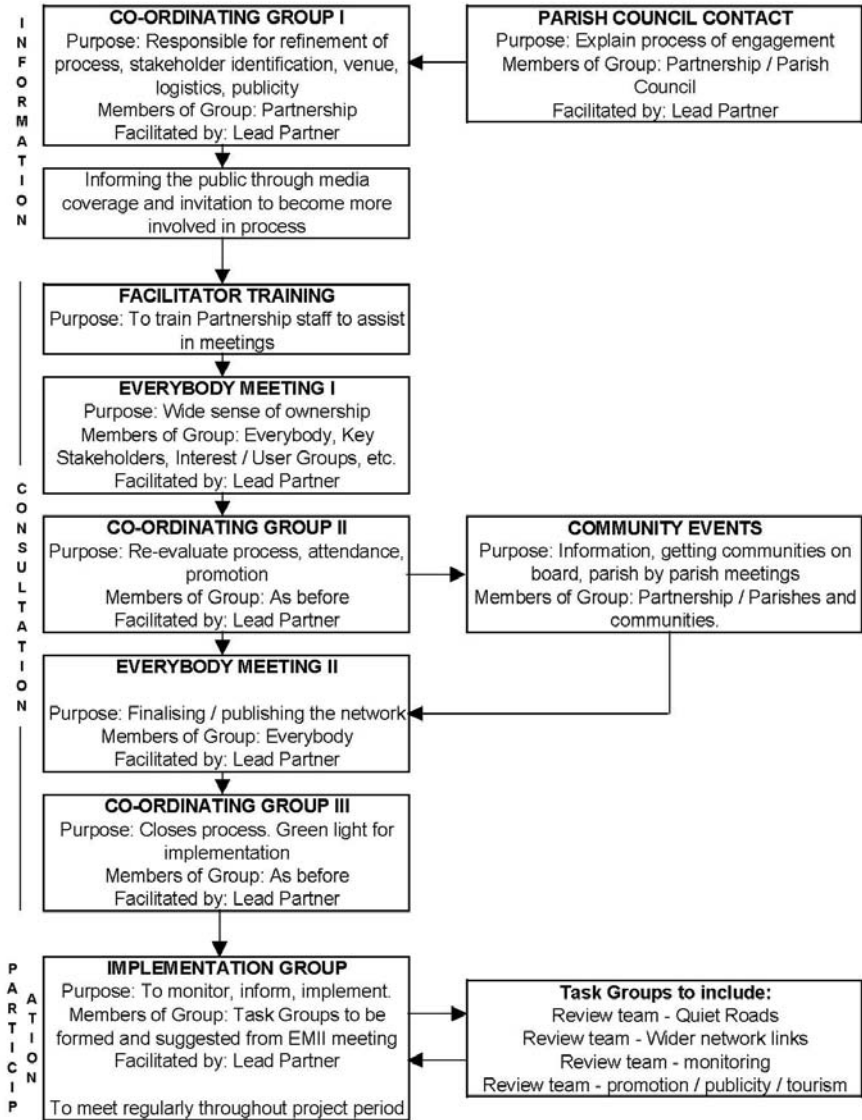 INFORMATION
CO-ORDINATING GROUP I
Purpose: Responsible for refinement of
process, stakeholder identification, venue,
logistics, publicity
Members of Group: Partnership
Facilitated by: Lead Partner
PARISH COUNCIL CONTACT
Purpose: Explain process of engagement
Members of Group: Partnership / Parish
Council
Facilitated by: Lead Partner
Informing the public through media
coverage and invitation to become more
involved in process
CONSULTATION
FACILITATOR TRAINING
Purpose: To train Partnership staff to assist
in meetings
EVERYBODY MEETING I
Purpose: Wide sense of ownership
Members of Group: Everybody, Key
Stakeholders, Interest / User Groups, etc.
Facilitated by: Lead Partner
CO-ORDINATING GROUP II
Purpose: Re-evaluate process, attendance,
promotion
Members of Group: As before
Facilitated by: Lead Partner
COMMUNITY EVENTS
Purpose: Information, getting communities on
board, parish by parish meetings
Members of Group: Partnership / Parishes and
communities.
EVERYBODY MEETING II
Purpose: Finalising / publishing the network
Members of Group: Everybody
Facilitated by: Lead Partner
CO-ORDINATING GROUP III
Purpose: Closes process. Green light for
implementation
Members of Group: As before
Facilitated by: Lead Partner
PARTICIP
ATION
IMPLEMENTATION GROUP
Purpose: To monitor, inform, implement.
Members of Group: Task Groups to be
formed and suggested from EMII meeting
Facilitated by: Lead Partner
To meet regularly throughout project period
Task Groups to include:
Review team - Quiet Roads
Review team - Wider network links
Review team - monitoring
Review team - promotion / publicity / tourism